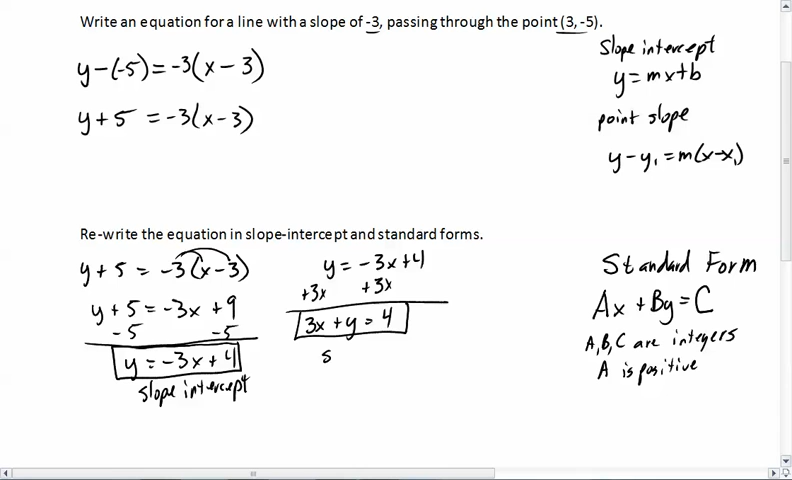 Write an equation for a line with a slope of -3, passing through the point (3, -5).
y-(-5)=-3(x-3)
y+5=-3(x-3)
Slope intercept
y=mx+b
point slope
y-y₁=m(x-x₁)
Re-write the equation in slope-intercept and standard forms.
y+5=-3(x-3)
y+5=-3x+9
-5 -5
y=-3x+4
slope intercept
y=-3x+4
+3x +3x
3x+y=4
s
Standard Form
Ax+By=C
A,B,C are integers
A is positive